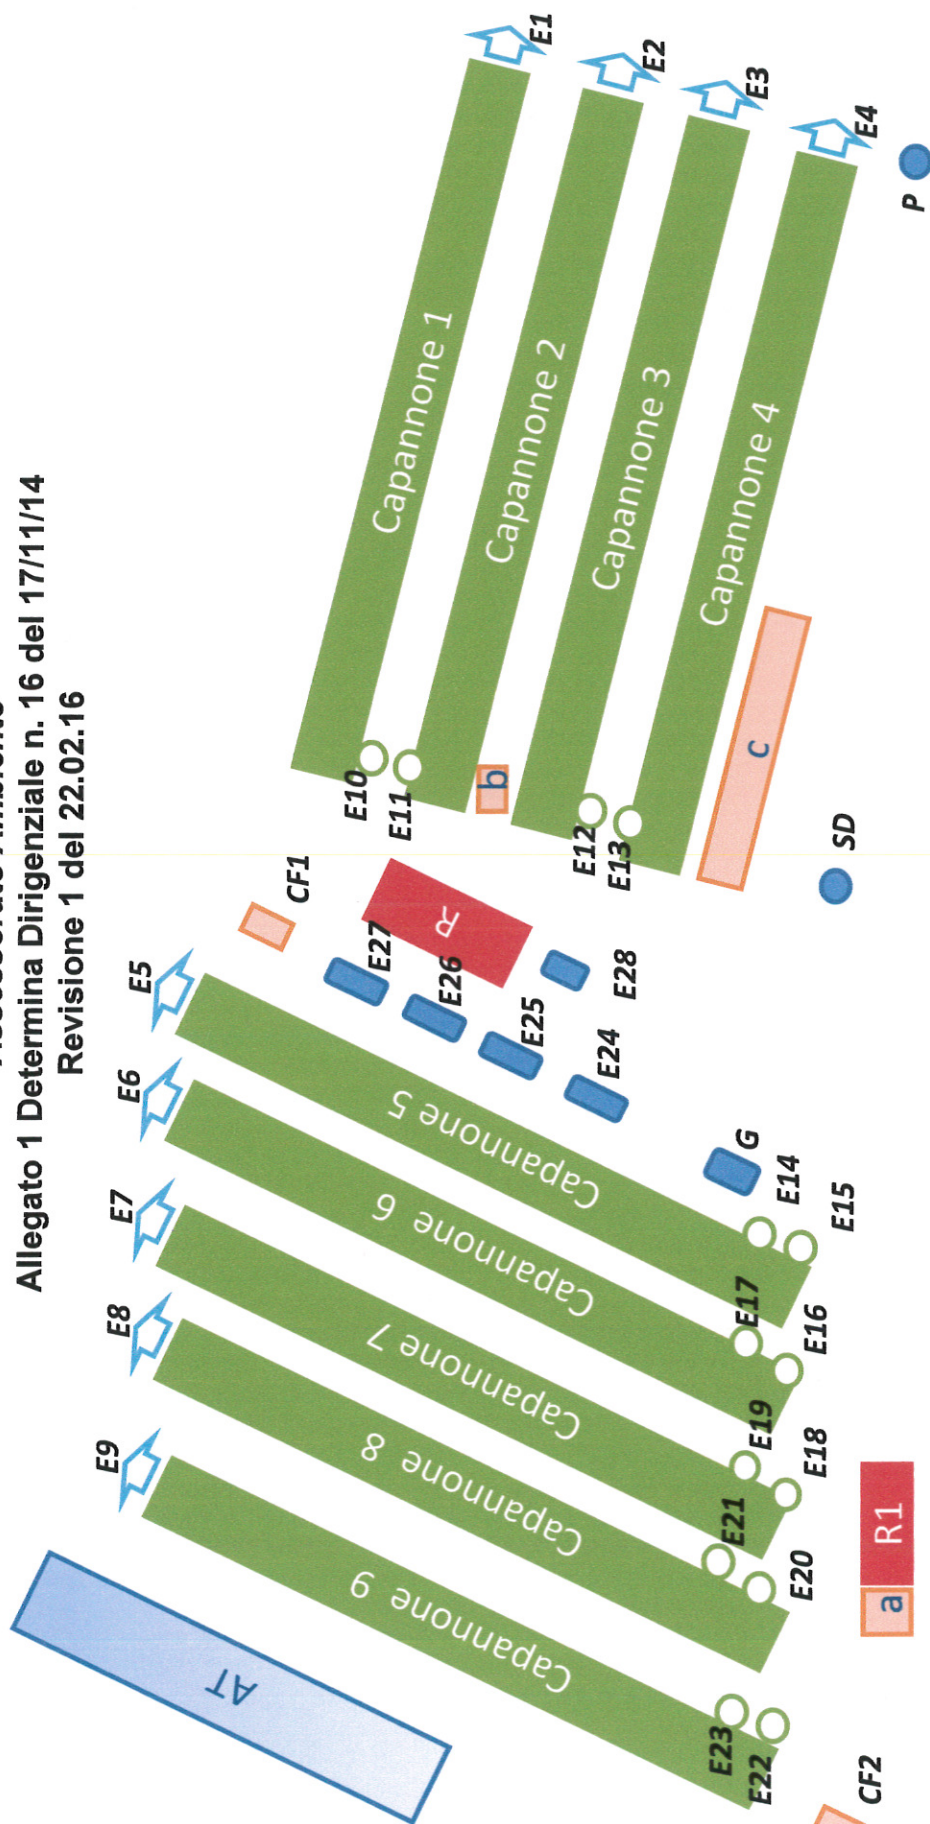 Allegato 1 Determina Dirigenziale n. 16 del 17/11/14
Revisione 1 del 22.02.16
E1
E2
E3
E4
P
Capannone 1
Capannone 2
Capannone 3
Capannone 4
E10
E11
b
E12
E13
c
SD
CF1
R
E27
E26
E25
E24
E28
G
E5
E6
E7
E8
E9
Capannone 5
Capannone 6
Capannone 7
Capannone 8
Capannone 9
AT
E14
E15
E17
E16
E19
E18
E21
E20
E23
E22
R1
a
CF2